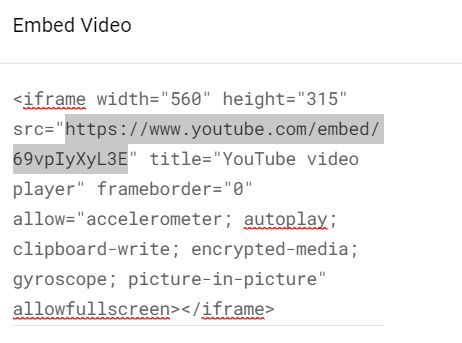 Embed Video
<iframe width="560" height="315"
src="https://www.youtube.com/embed/
69vpIyXyL3E" title="YouTube video
player" frameborder="0"
allow="accelerometer; autoplay;
clipboard-write; encrypted-media;
gyroscope; picture-in-picture"
allowfullscreen></iframe>